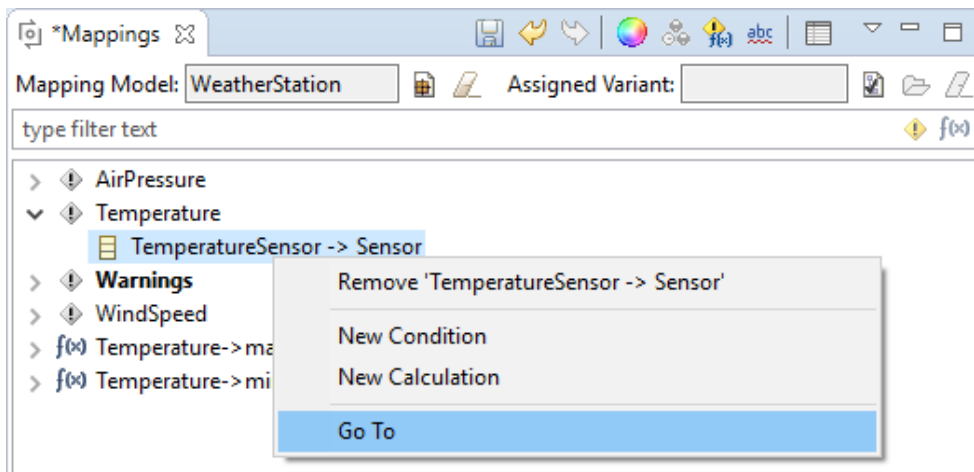 *Mappings
abc
Mapping Model: WeatherStation Assigned Variant:
type filter text f(x)
AirPressure
Temperature
TemperatureSensor -> Sensor
Warnings
WindSpeed
f(x) Temperature->ma
f(x) Temperature->mi
Remove 'TemperatureSensor -> Sensor'
New Condition
New Calculation
Go To